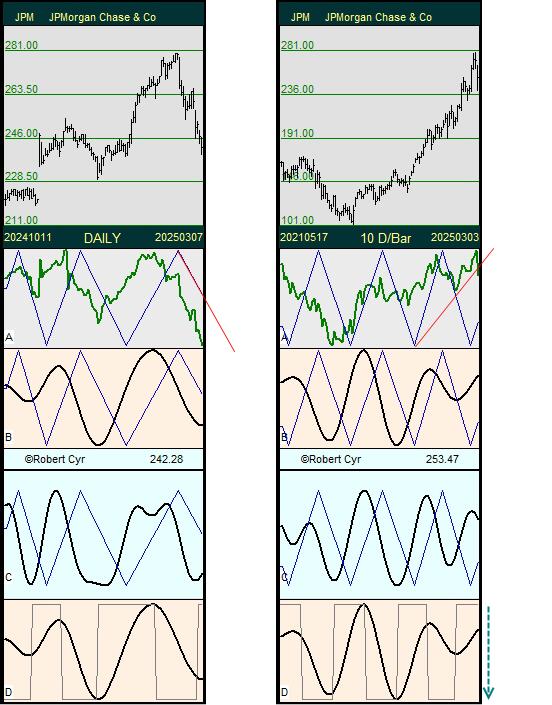 JPM JPMorgan Chase & Co
281.00
263.50
246.00
228.50
211.00
20241011 DAILY 20250307
A
B
©Robert Cyr 242.28
C
D
JPM JPMorgan Chase & Co
281.00
236.00
191.00
101.00
20210517 10 D/Bar 20250303
A
B
©Robert Cyr 253.47
C
D